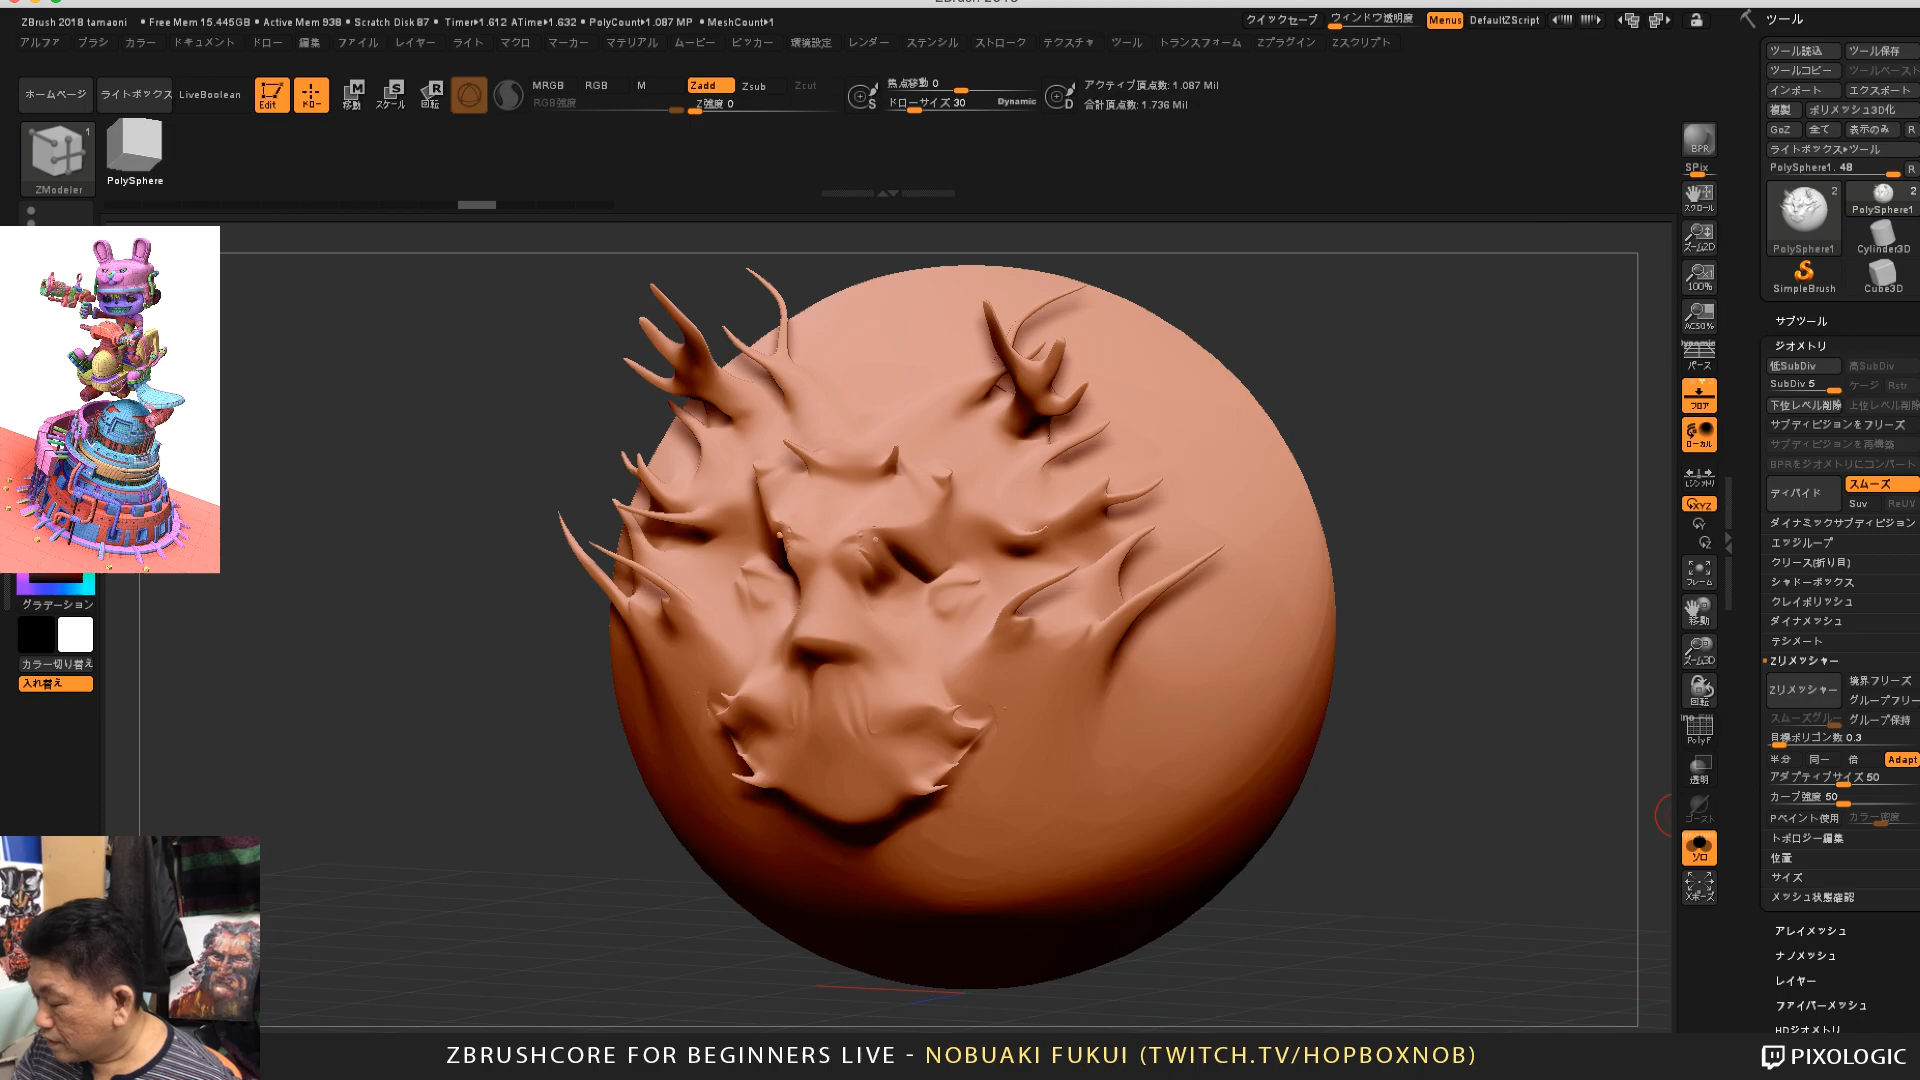 ZBrush 2018 tamaoni • Free Mem 15.445GB • Active Mem 938 • Scratch Disk 87 • Timer▸1.612 ATime▸1.632 • PolyCount▸1.087 MP • MeshCount▸1
クイックセーブ ウィンドウ透明度 Menus DefaultZScript
アルファ ブラシ カラー ドキュメント ドロー 編集 ファイル レイヤー ライト マクロ マーカー マテリアル ムービー ピッカー 環境設定 レンダー ステンシル ストローク テクスチャ ツール トランスフォーム Zプラグイン Zスクリプト
ホームページ ライトボックス LiveBoolean Edit ドロー 移動 スケール 回転
MRGB RGB M Zadd Zsub Zcut
RGB強度 Z強度 0
焦点移動 0
ドローサイズ 30 Dynamic
アクティブ頂点数: 1.087 Mil
合計頂点数: 1.736 Mil
1
ZModeler
PolySphere
グラデーション
カラー切り替え
入れ替え
BPR
SPix
スクロール
ズーム2D
100%
AC50%
パース
フロア
ローカル
XYZ
フレーム
移動
ズーム3D
回転
PolyF
透明
ゴースト
ソロ
Xポーズ
ツール
ツール読込 ツール保存
ツールコピー ツールペースト
インポート エクスポート
複製 ポリメッシュ3D化
GoZ 全て 表示のみ R
ライトボックス▸ツール
PolySphere1. 48 R
2 2
PolySphere1
PolySphere1 Cylinder3D
SimpleBrush Cube3D
サブツール
ジオメトリ
低SubDiv 高SubDiv
SubDiv 5 ケージ Rstr
下位レベル削除 上位レベル削除
サブディビジョンをフリーズ
サブディビジョンを再構築
BPRをジオメトリにコンバート
ディバイド スムーズ
Suv ReUV
ダイナミックサブディビジョン
エッジループ
クリース(折り目)
シャドーボックス
クレイポリッシュ
ダイナメッシュ
テシメート
Zリメッシャー
Zリメッシャー 境界フリーズ
グループフリー
スムーズグル グループ保持
目標ポリゴン数 0.3
半分 同一 倍 Adapt
アダプティブサイズ 50
カーブ強度 50
Pペイント使用 カラー密度
トポロジー編集
位置
サイズ
メッシュ状態確認
アレイメッシュ
ナノメッシュ
レイヤー
ファイバーメッシュ
HDジオメトリ
ZBRUSHCORE FOR BEGINNERS LIVE - NOBUAKI FUKUI (TWITCH.TV/HOPBOXNOB)
PIXOLOGIC